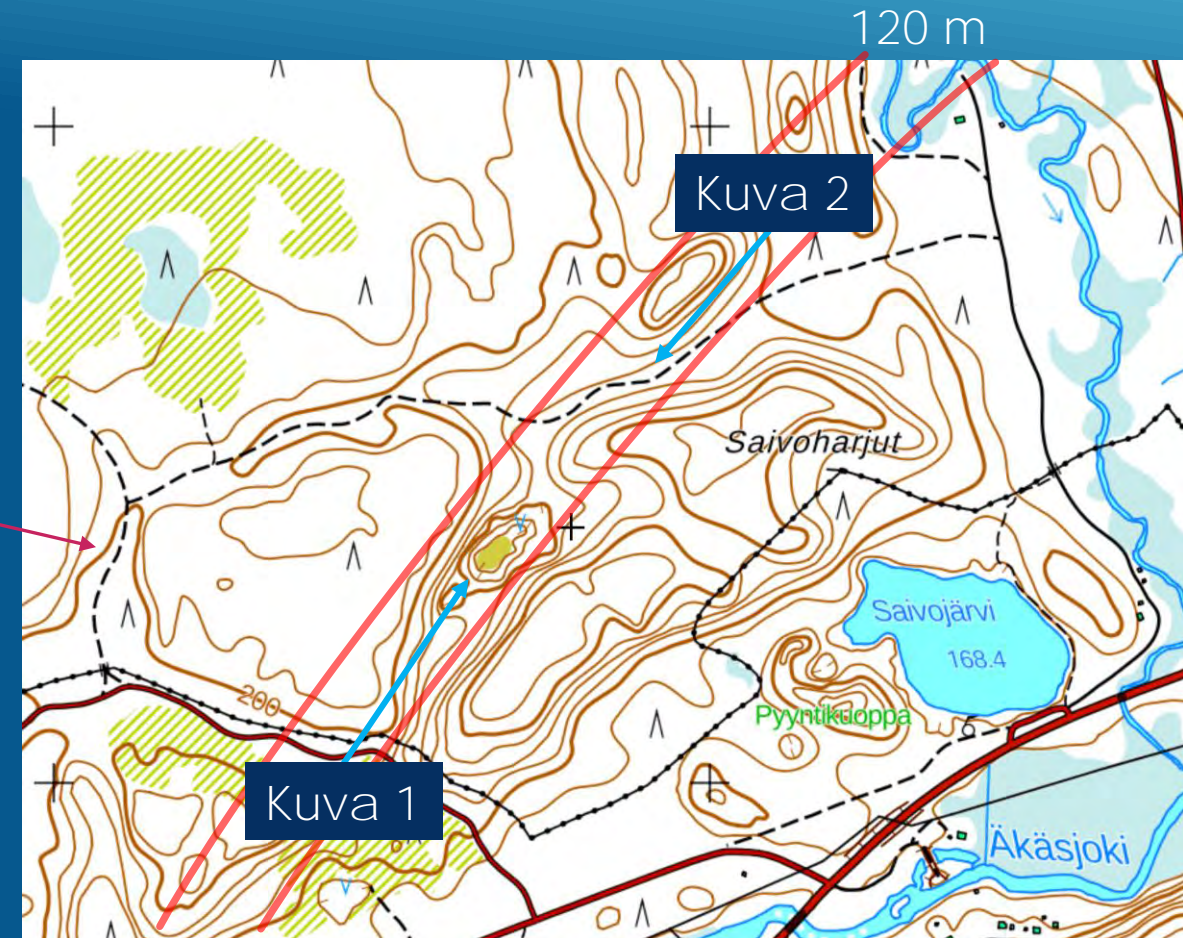 120 m
Kuva 2
Saivoharjut
Saivojärvi
168.4
200
Pyyntikuoppa
Kuva 1
Äkäsjoki